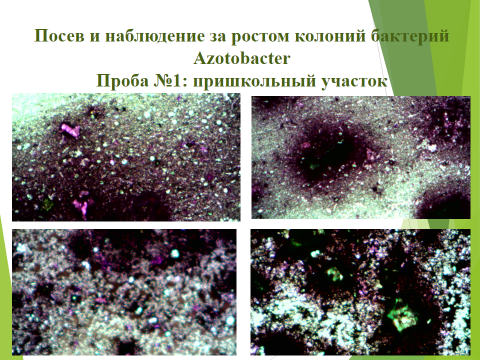 Посев и наблюдение за ростом колоний бактерий
Azotobacter
Проба №1: пришкольный участок